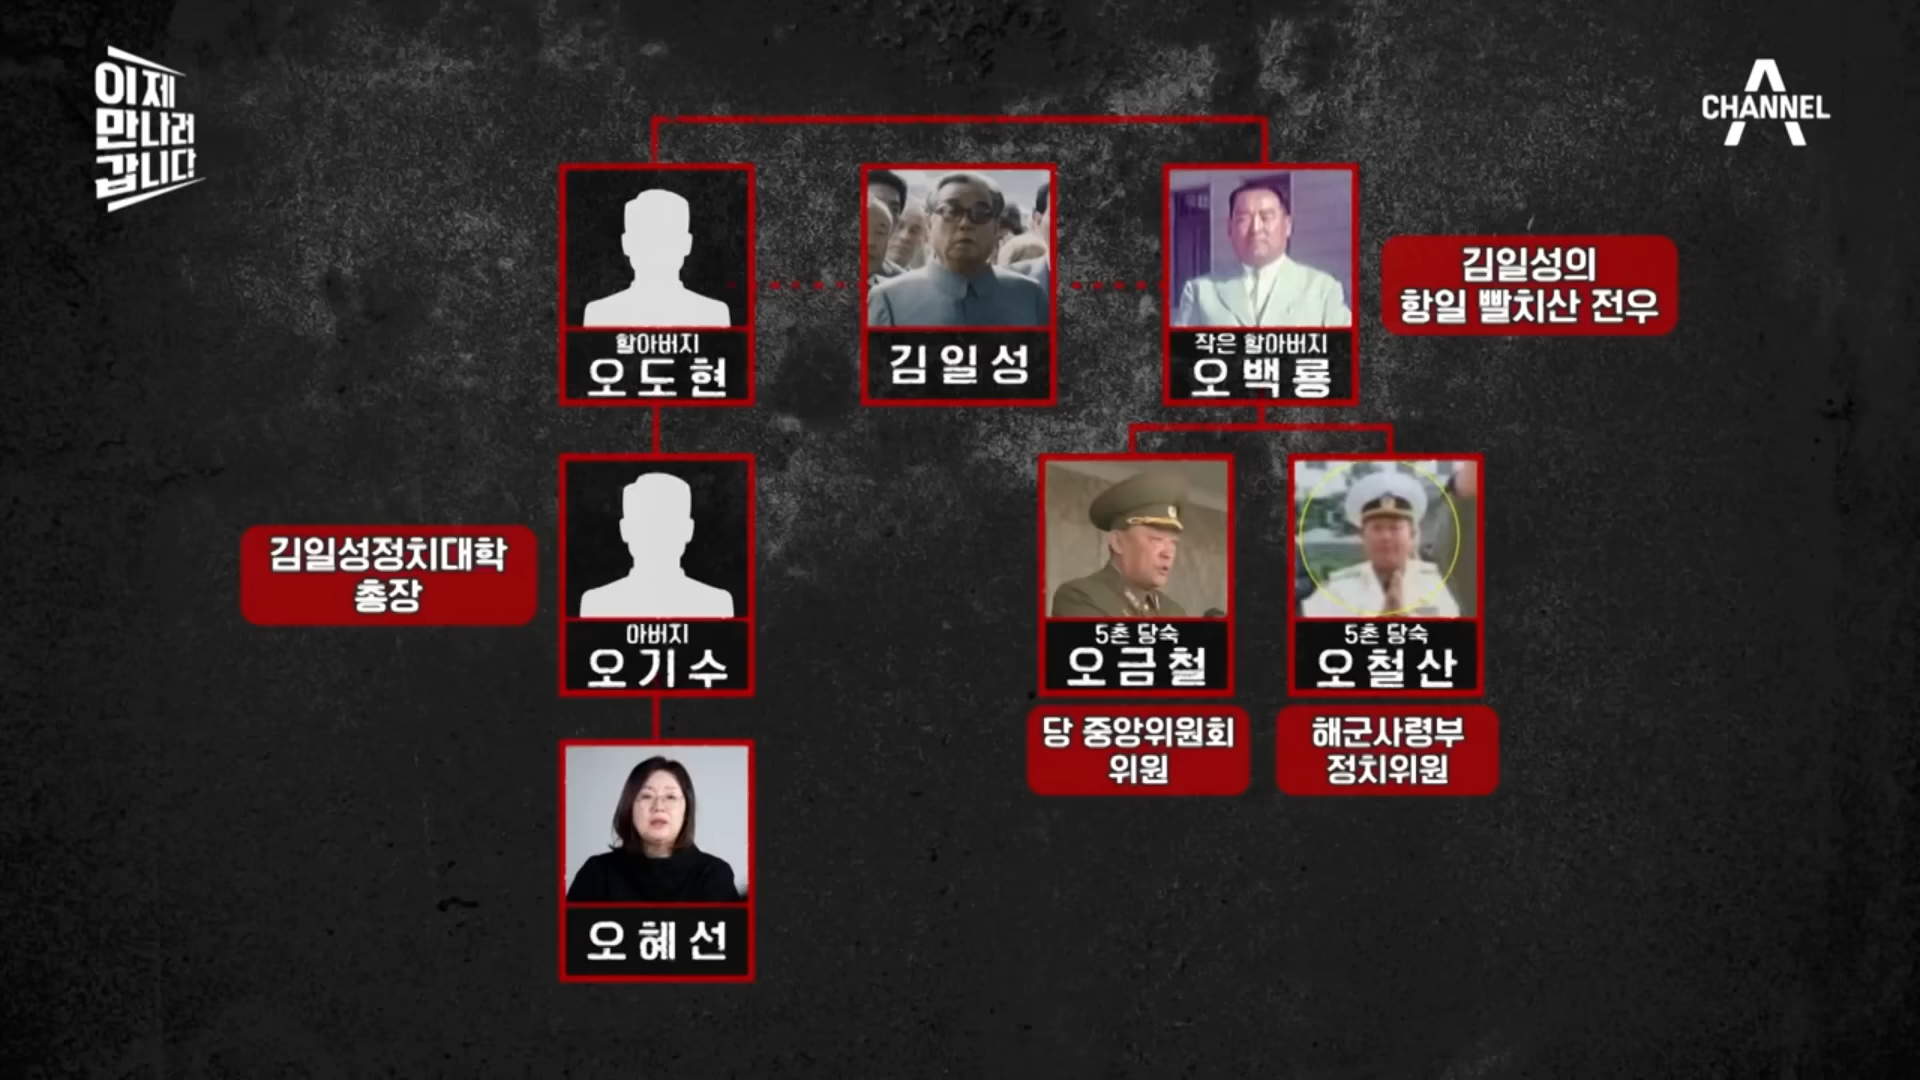 이제
만나러
갑니다
CHANNEL A
할아버지
오도현
김일성
작은 할아버지
오백룡
김일성의
항일 빨치산 전우
김일성정치대학
총장
아버지
오기수
5촌 당숙
오금철
5촌 당숙
오철산
당 중앙위원회
위원
해군사령부
정치위원
오혜선